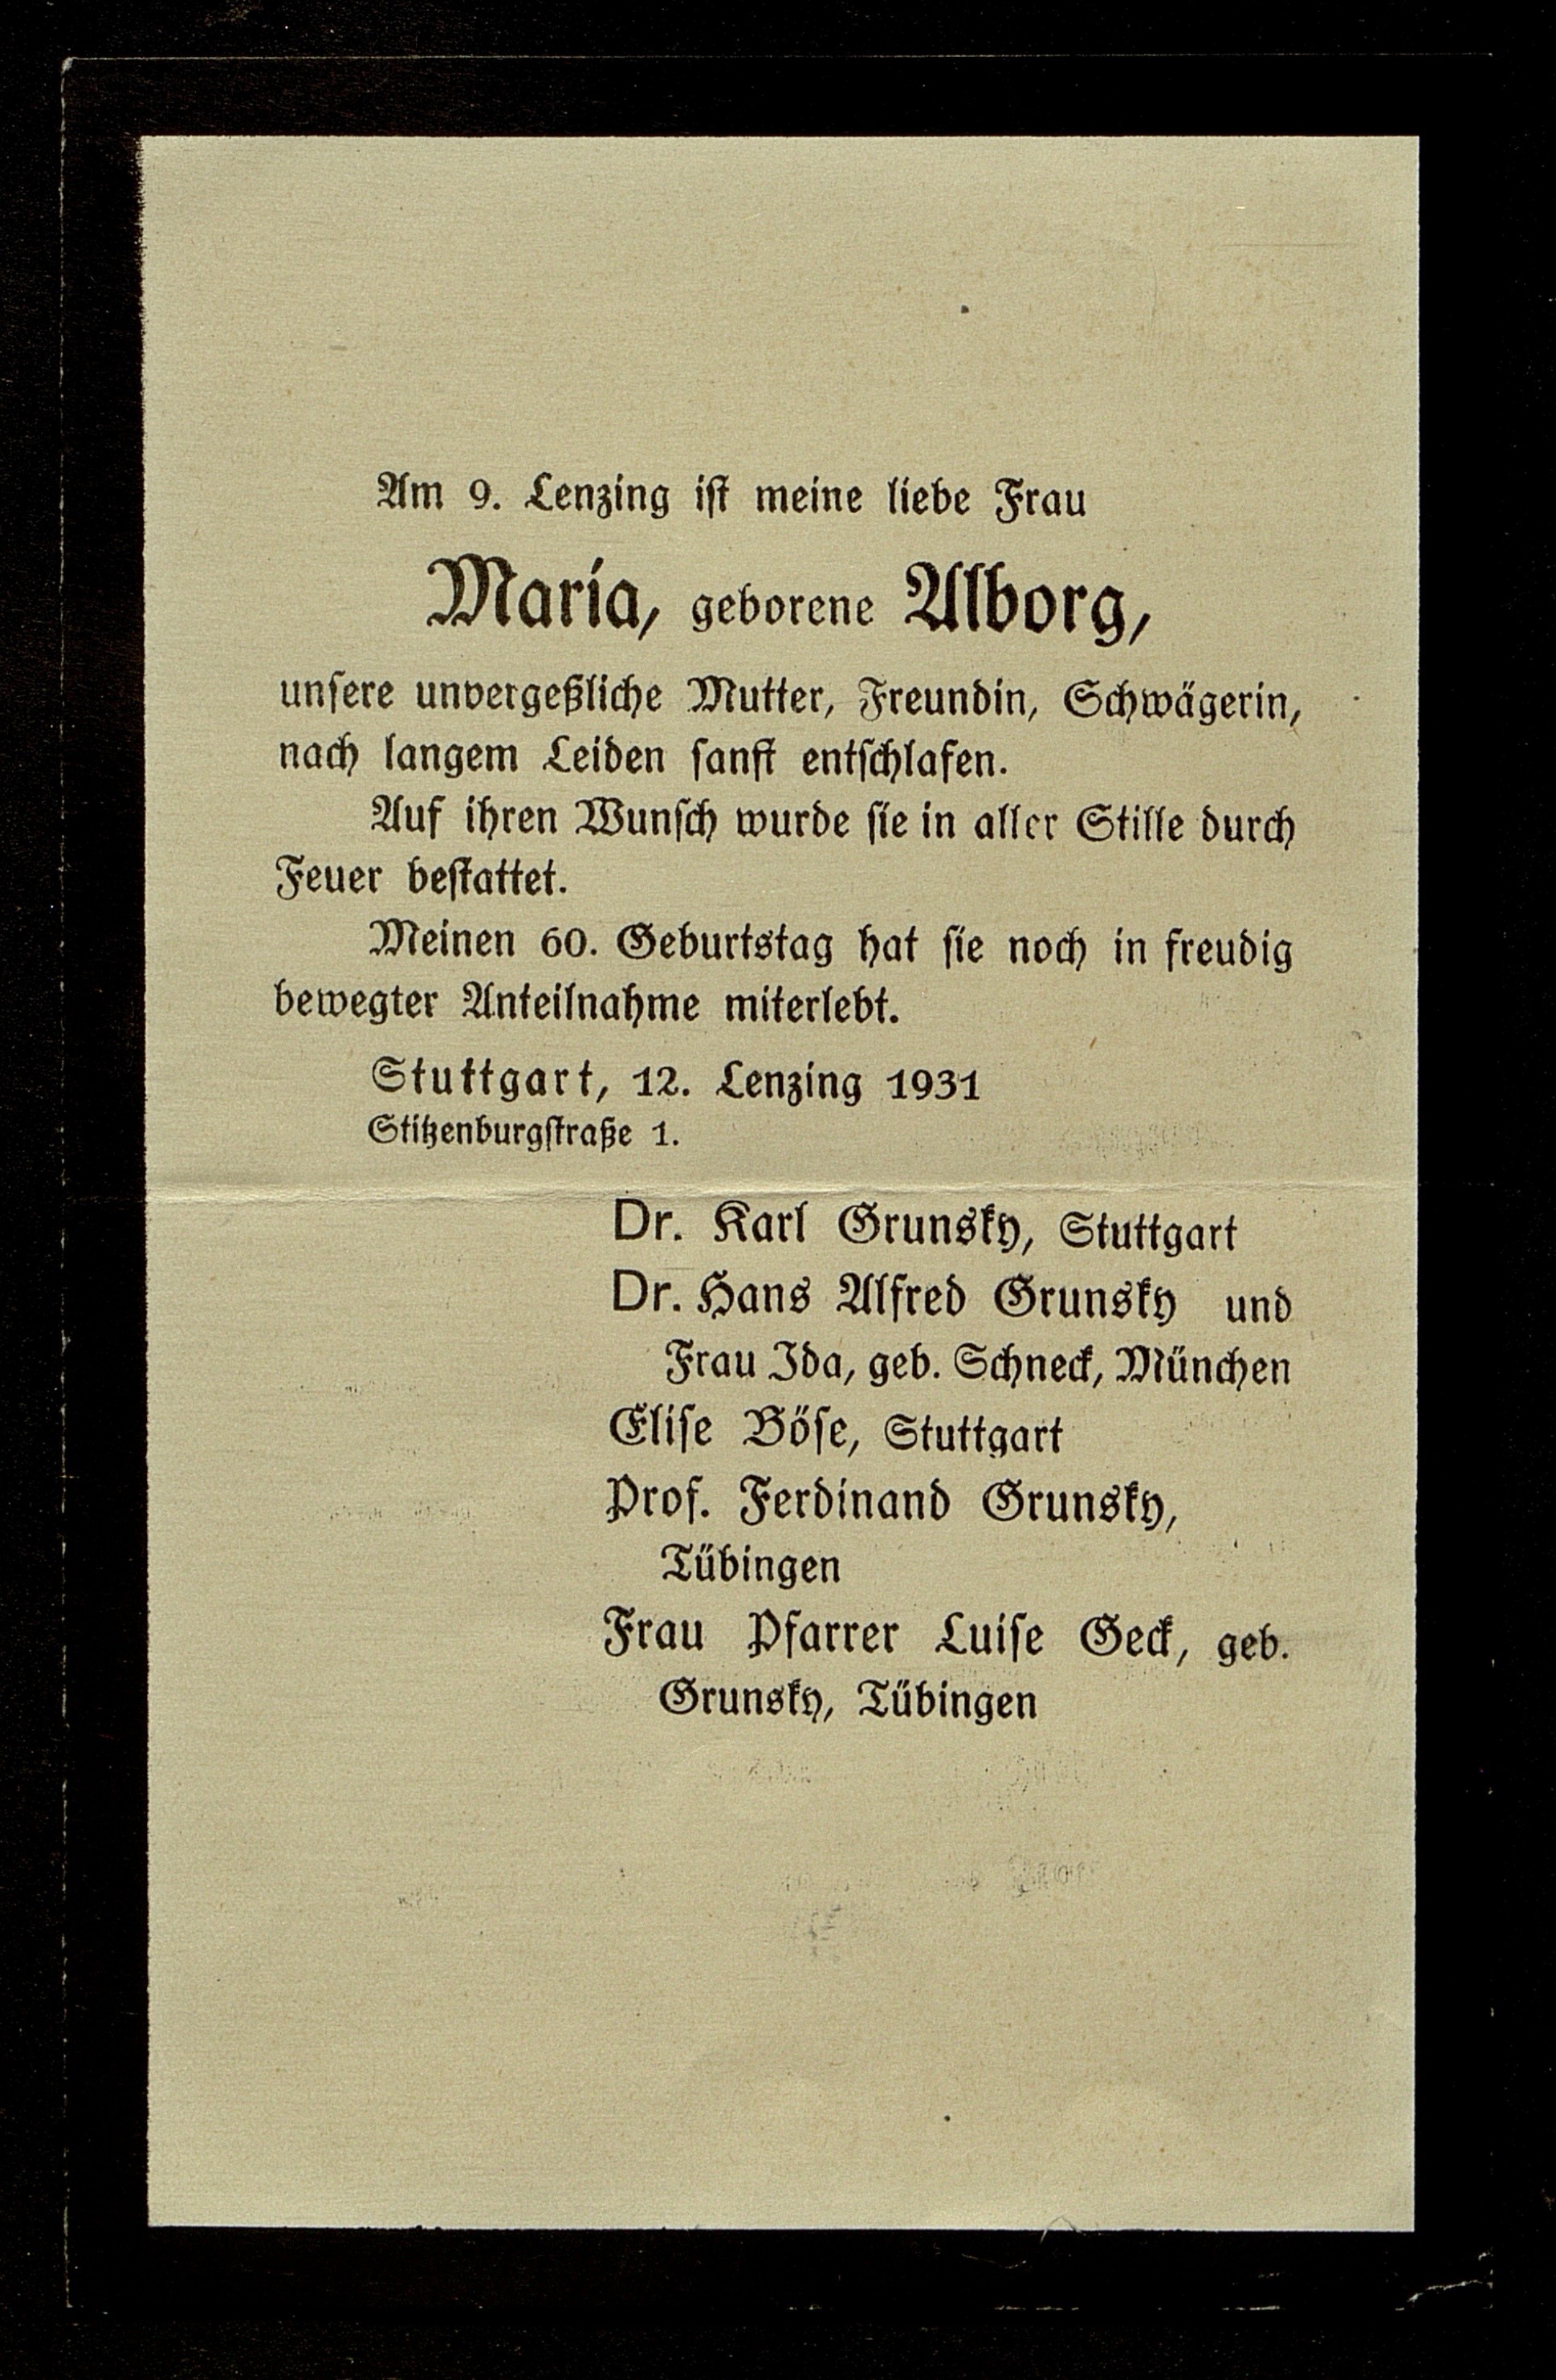 Am 9. Lenzing ist meine liebe Frau
Maria, geborene Alborg,
unsere unvergeßliche Mutter, Freundin, Schwägerin,
nach langem Leiden sanft entschlafen.
Auf ihren Wunsch wurde sie in aller Stille durch
Feuer bestattet.
Meinen 60. Geburtstag hat sie noch in freudig
bewegter Anteilnahme miterlebt.
Stuttgart, 12. Lenzing 1931
Stitzenburgstraße 1.
Dr. Karl Grunsky, Stuttgart
Dr. Hans Alfred Grunsky und
Frau Ida, geb. Schneck, München
Elise Böse, Stuttgart
Prof. Ferdinand Grunsky,
Tübingen
Frau Pfarrer Luise Geck, geb.
Grunsky, Tübingen